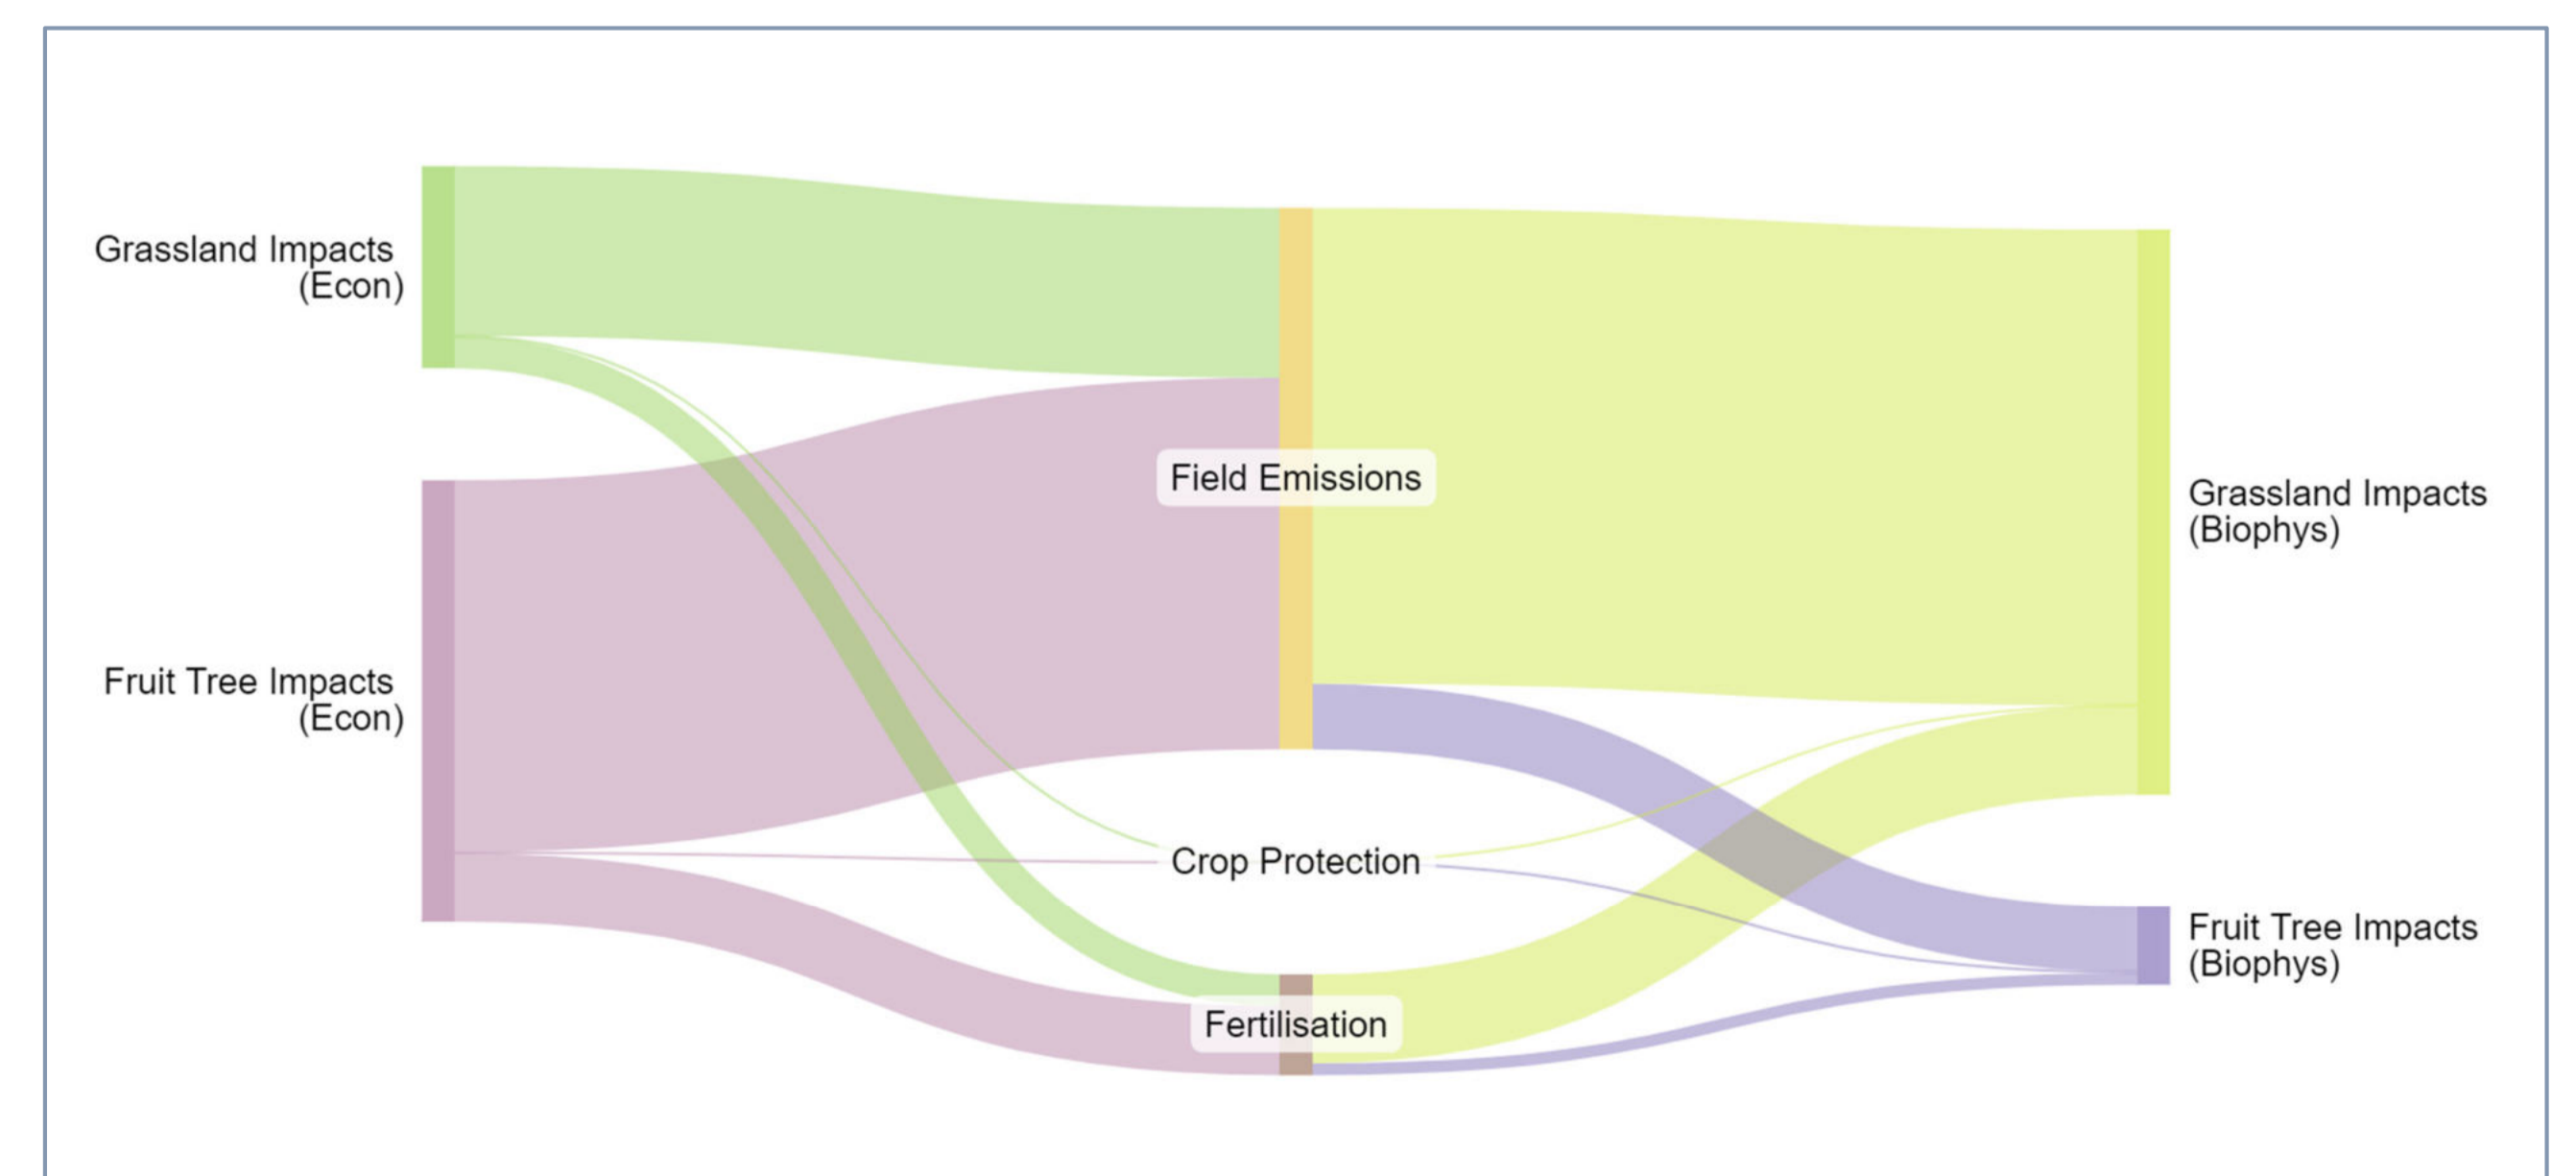 Grassland Impacts
(Econ)
Fruit Tree Impacts
(Econ)
Field Emissions
Crop Protection
Fertilisation
Grassland Impacts
(Biophys)
Fruit Tree Impacts
(Biophys)